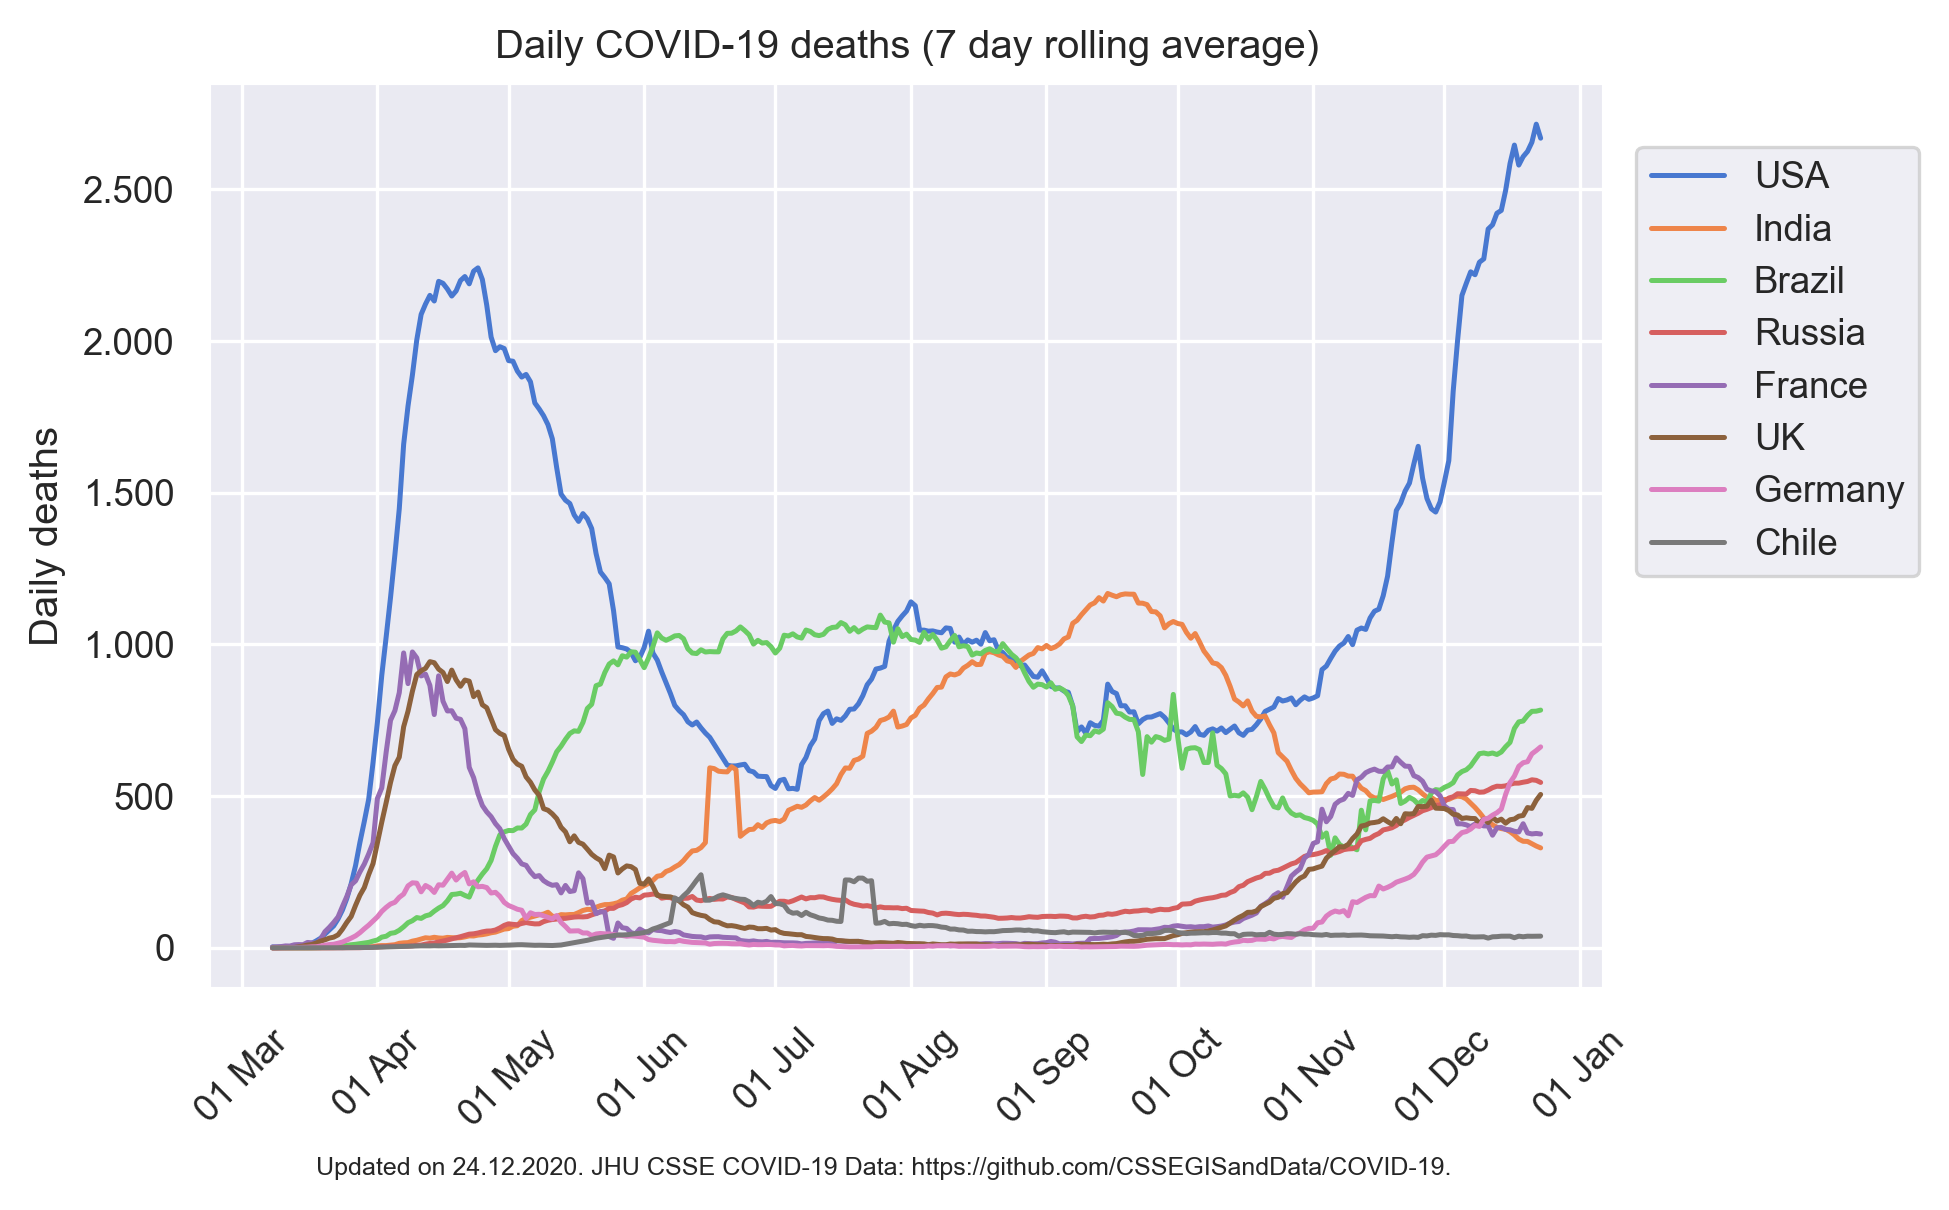 Daily COVID-19 deaths (7 day rolling average)
Daily deaths
2.500
2.000
1.500
1.000
500
0
01 Mar
01 Apr
01 May
01 Jun
01 Jul
01 Aug
01 Sep
01 Oct
01 Nov
01 Dec
01 Jan
USA
India
Brazil
Russia
France
UK
Germany
Chile
Updated on 24.12.2020. JHU CSSE COVID-19 Data: https://github.com/CSSEGISandData/COVID-19.